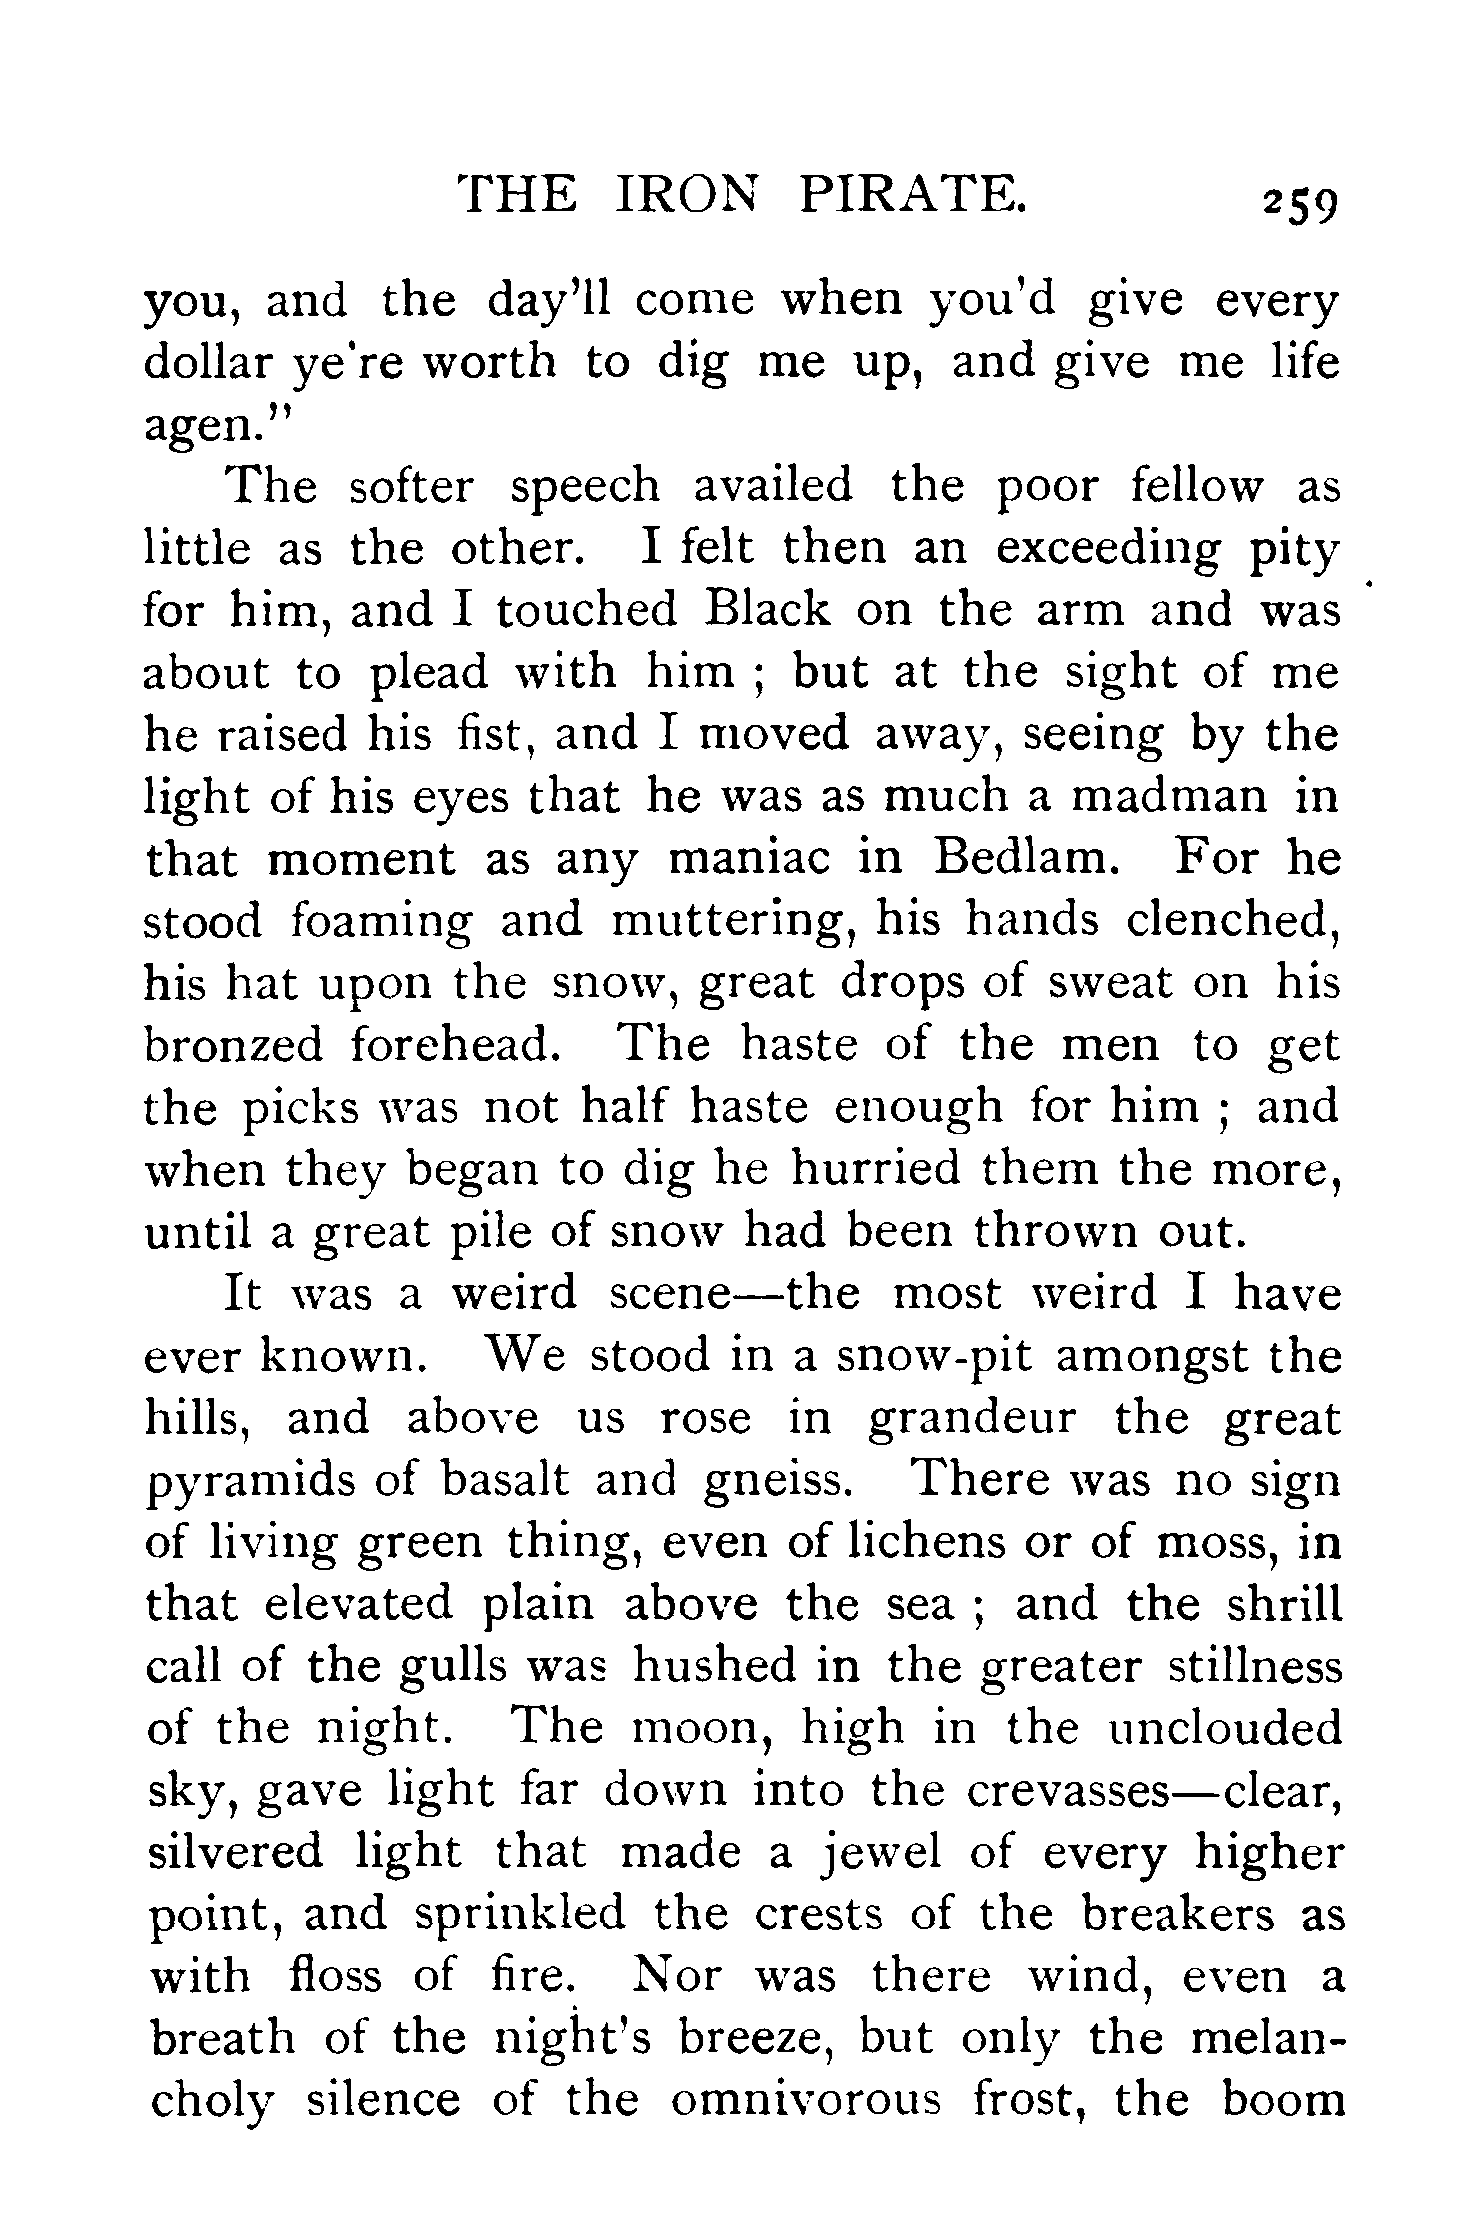 THE IRON PIRATE. 259
you, and the day'll come when you'd give every
dollar ye're worth to dig me up, and give me life
agen."
The softer speech availed the poor fellow as
little as the other. I felt then an exceeding pity
for him, and I touched Black on the arm and was
about to plead with him ; but at the sight of me
he raised his fist, and I moved away, seeing by the
light of his eyes that he was as much a madman in
that moment as any maniac in Bedlam. For he
stood foaming and muttering, his hands clenched,
his hat upon the snow, great drops of sweat on his
bronzed forehead. The haste of the men to get
the picks was not half haste enough for him ; and
when they began to dig he hurried them the more,
until a great pile of snow had been thrown out.
It was a weird scene—the most weird I have
ever known. We stood in a snow-pit amongst the
hills, and above us rose in grandeur the great
pyramids of basalt and gneiss. There was no sign
of living green thing, even of lichens or of moss, in
that elevated plain above the sea ; and the shrill
call of the gulls was hushed in the greater stillness
of the night. The moon, high in the unclouded
sky, gave light far down into the crevasses—clear,
silvered light that made a jewel of every higher
point, and sprinkled the crests of the breakers as
with floss of fire. Nor was there wind, even a
breath of the night's breeze, but only the melan-
choly silence of the omnivorous frost, the boom